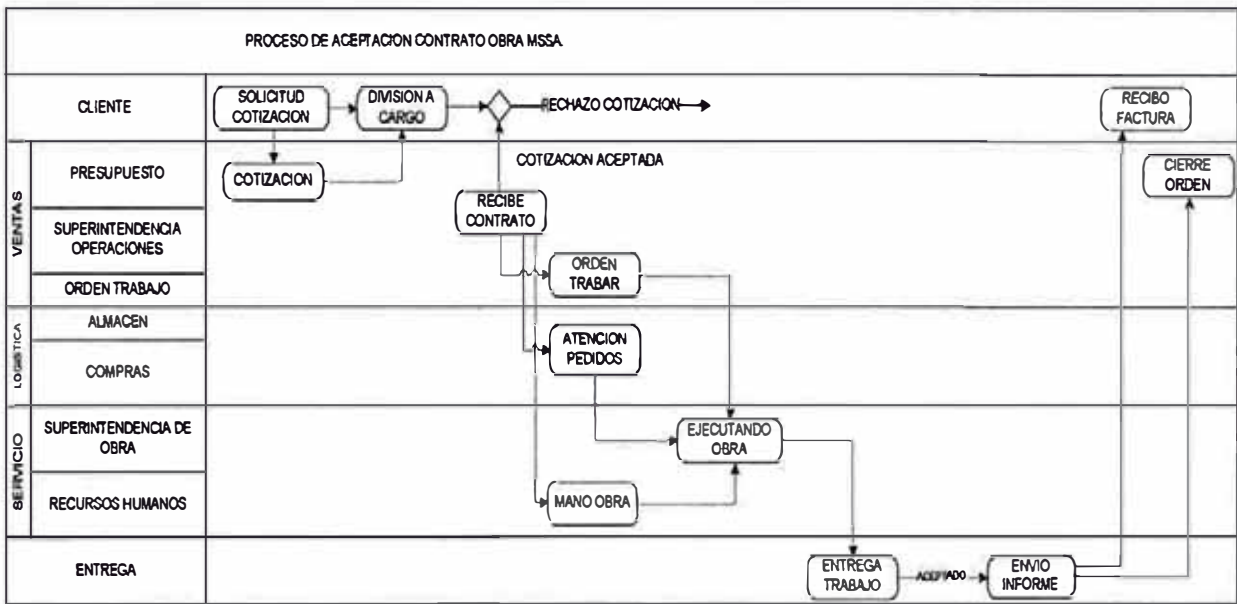 PROCESO DE ACEPTACION CONTRATO OBRA MSSA.
CLIENTE
SOLICITUD
COTIZACION
DIVISION A
CARGO
RECHAZO COTIZACION
RECIBO
FACTURA
VENTAS
PRESUPUESTO
COTIZACION
COTIZACION ACEPTADA
RECIBE
CONTRATO
CIERRE
ORDEN
SUPERINTENDENCIA
OPERACIONES
ORDEN TRABAJO
ORDEN
TRABAR
LOGISTICA
ALMACEN
COMPRAS
ATENCION
PEDIDOS
SERVICIO
SUPERINTENDENCIA DE
OBRA
EJECUTANDO
OBRA
RECURSOS HUMANOS
MANO OBRA
ENTREGA
ENTREGA
TRABAJO
ACEPTADO
ENVIO
INFORME